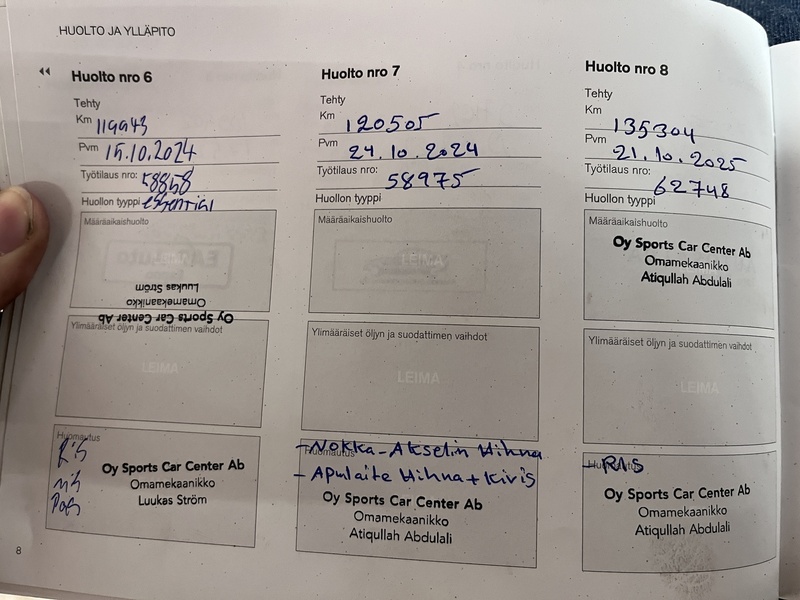 HUOLTO JA YLLÄPITO
Huolto nro 6
Tehty
Km 119943
Pvm 15.10.2024
Työtilaus nro: 58858
Huollon tyyppi essential
Määräaikaishuolto
LEIMA
Oy Sports Car Center Ab
Omamekaanikko
Luukas Ström
Ylimääräiset öljyn ja suodattimen vaihdot
LEIMA
Huomautus
Oy Sports Car Center Ab
Omamekaanikko
Luukas Ström
Huolto nro 7
Tehty
Km 120505
Pvm 24.10.2024
Työtilaus nro: 58975
Huollon tyyppi
Määräaikaishuolto
LEIMA
Ylimääräiset öljyn ja suodattimen vaihdot
LEIMA
Huomautus
- Nokka-Akselin Hihna
- Apulaite Hihna + Kiris
Oy Sports Car Center Ab
Omamekaanikko
Atiqullah Abdulali
Huolto nro 8
Tehty
Km 135304
Pvm 21.10.2025
Työtilaus nro: 62748
Huollon tyyppi
Määräaikaishuolto
Oy Sports Car Center Ab
Omamekaanikko
Atiqullah Abdulali
Ylimääräiset öljyn ja suodattimen vaihdot
LEIMA
Huomautus
Oy Sports Car Center Ab
Omamekaanikko
Atiqullah Abdulali
8